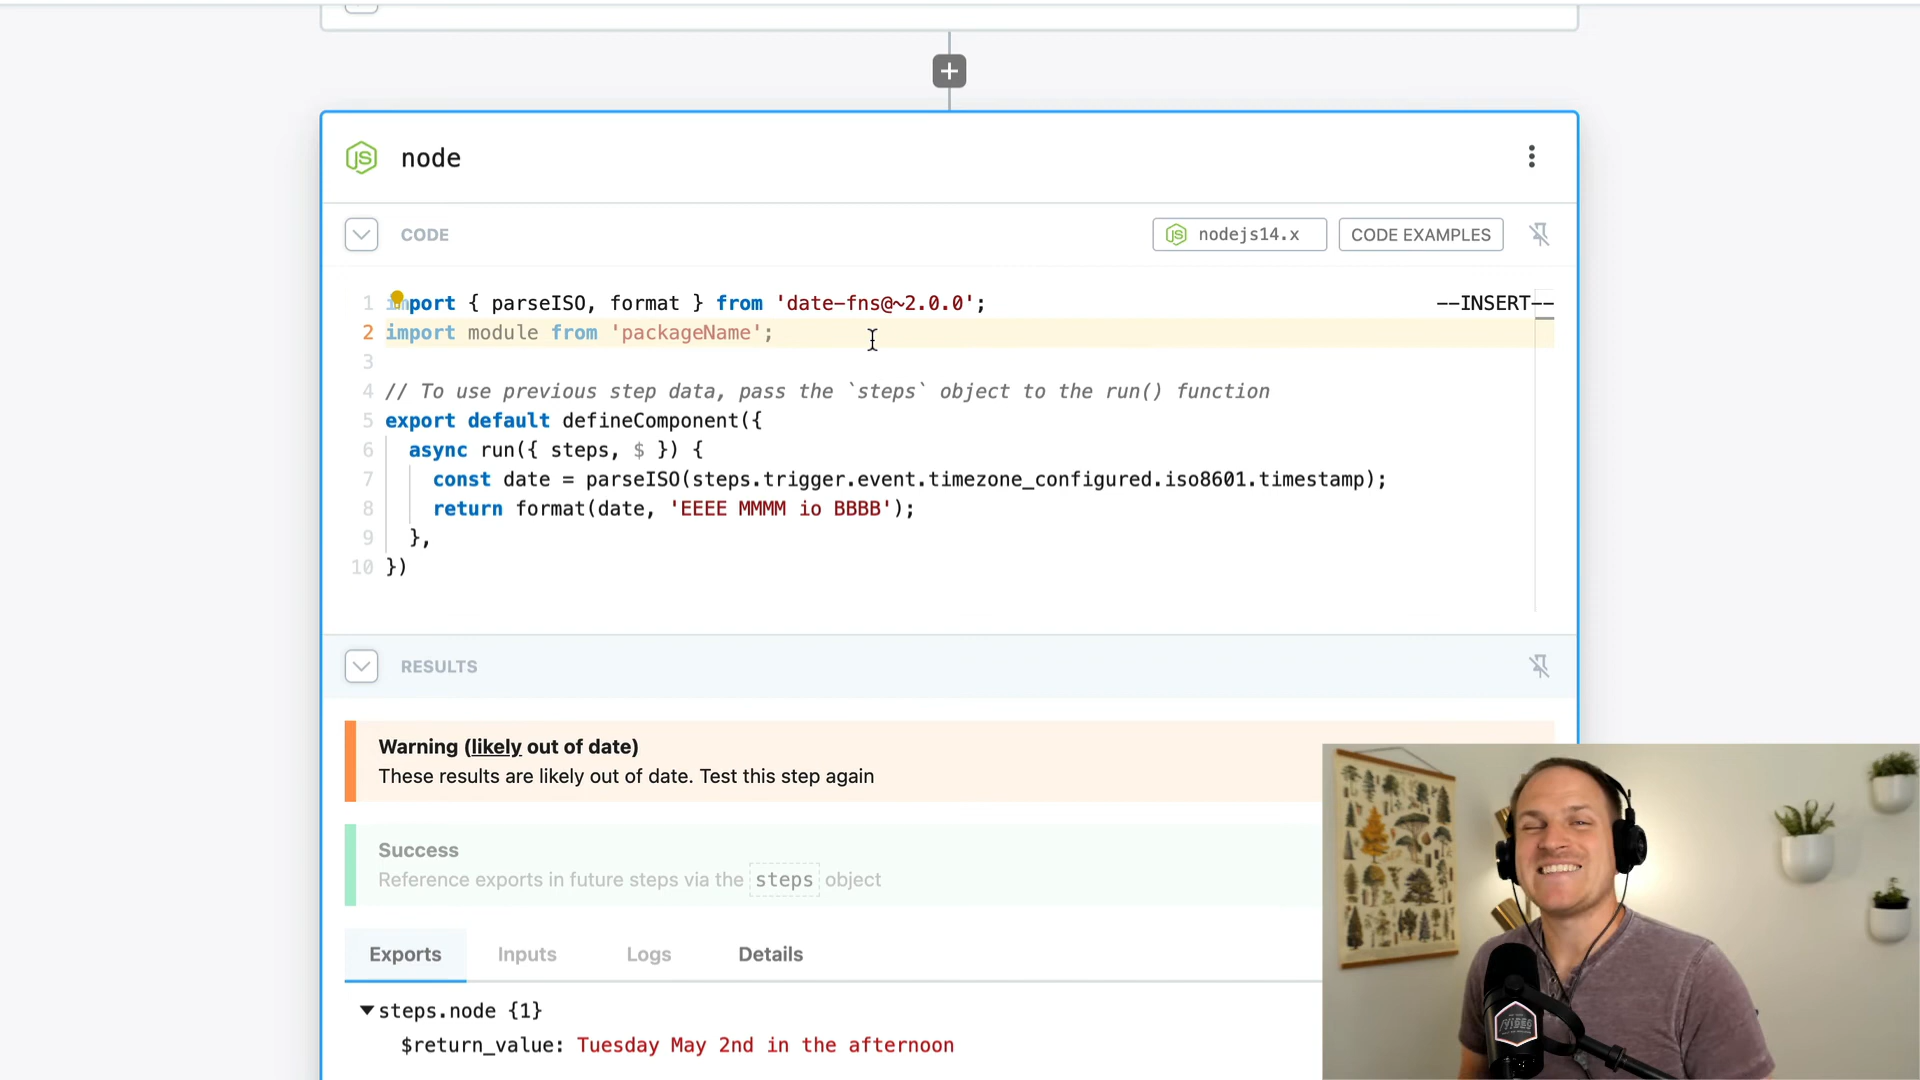 node
CODE
nodejs14.x
CODE EXAMPLES
1 import { parseISO, format } from 'date-fns@~2.0.0';
--INSERT--
2 import module from 'packageName';
3
4 // To use previous step data, pass the `steps` object to the run() function
5 export default defineComponent({
6 async run({ steps, $ }) {
7 const date = parseISO(steps.trigger.event.timezone_configured.iso8601.timestamp);
8 return format(date, 'EEEE MMMM io BBBB');
9 },
10 })
RESULTS
Warning (likely out of date)
These results are likely out of date. Test this step again
Success
Reference exports in future steps via the steps object
Exports Inputs Logs Details
steps.node {1}
$return_value: Tuesday May 2nd in the afternoon